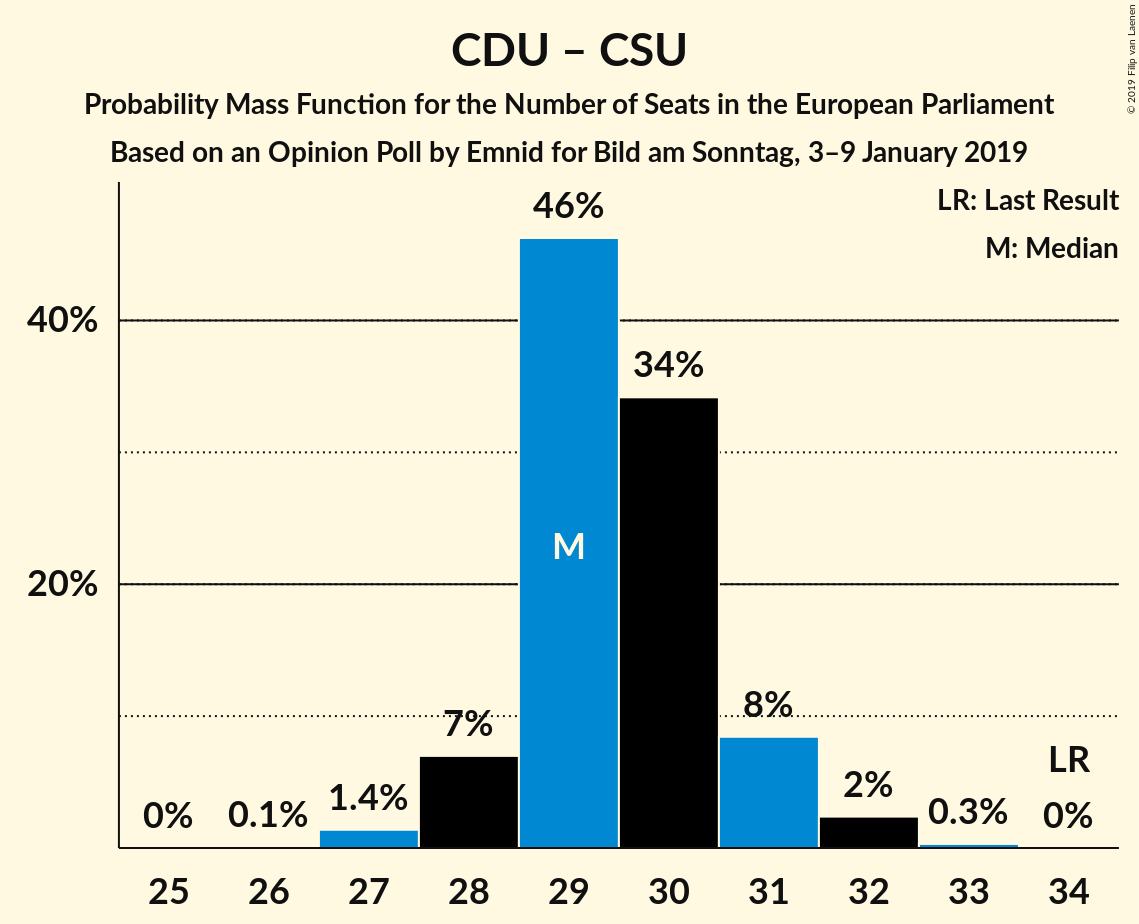 CDU – CSU
Probability Mass Function for the Number of Seats in the European Parliament
Based on an Opinion Poll by Emnid for Bild am Sonntag, 3–9 January 2019
© 2019 Filip van Laenen
LR: Last Result
M: Median
40%
20%
0%
0.1%
1.4%
7%
46%
M
34%
8%
2%
0.3%
LR
0%
25 26 27 28 29 30 31 32 33 34